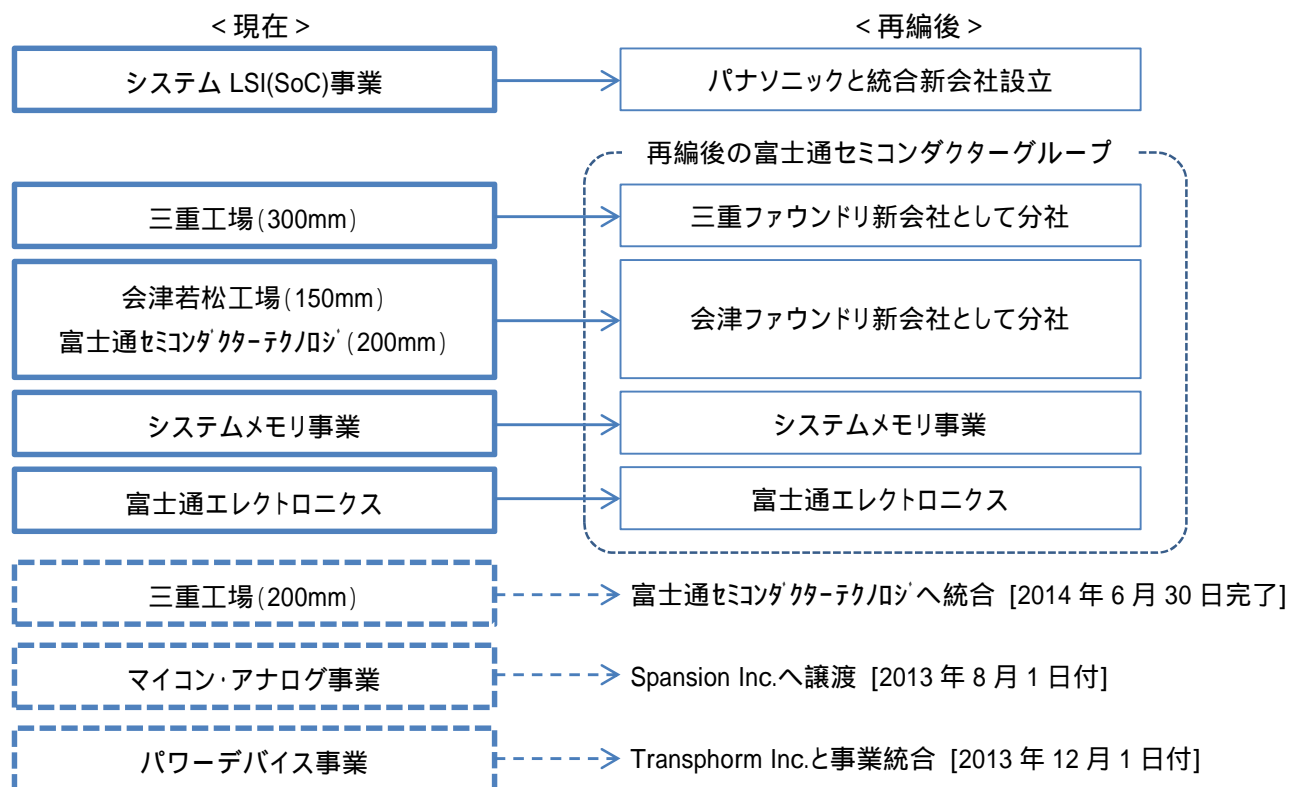 <現在> <再編後>
システム LSI(SoC)事業 パナソニックと統合新会社設立
再編後の富士通セミコンダクターグループ
三重工場(300mm) 三重ファウンドリ新会社として分社
会津若松工場(150mm)
富士通ｾﾐｺﾝﾀﾞｸﾀｰﾃｸﾉﾛｼﾞ(200mm)
会津ファウンドリ新会社として分社
システムメモリ事業 システムメモリ事業
富士通エレクトロニクス 富士通エレクトロニクス
三重工場(200mm) 富士通ｾﾐｺﾝﾀﾞｸﾀｰﾃｸﾉﾛｼﾞへ統合 [2014 年 6 月 30 日完了]
マイコン･アナログ事業 Spansion Inc.へ譲渡 [2013 年 8 月 1 日付]
パワーデバイス事業 Transphorm Inc.と事業統合 [2013 年 12 月 1 日付]